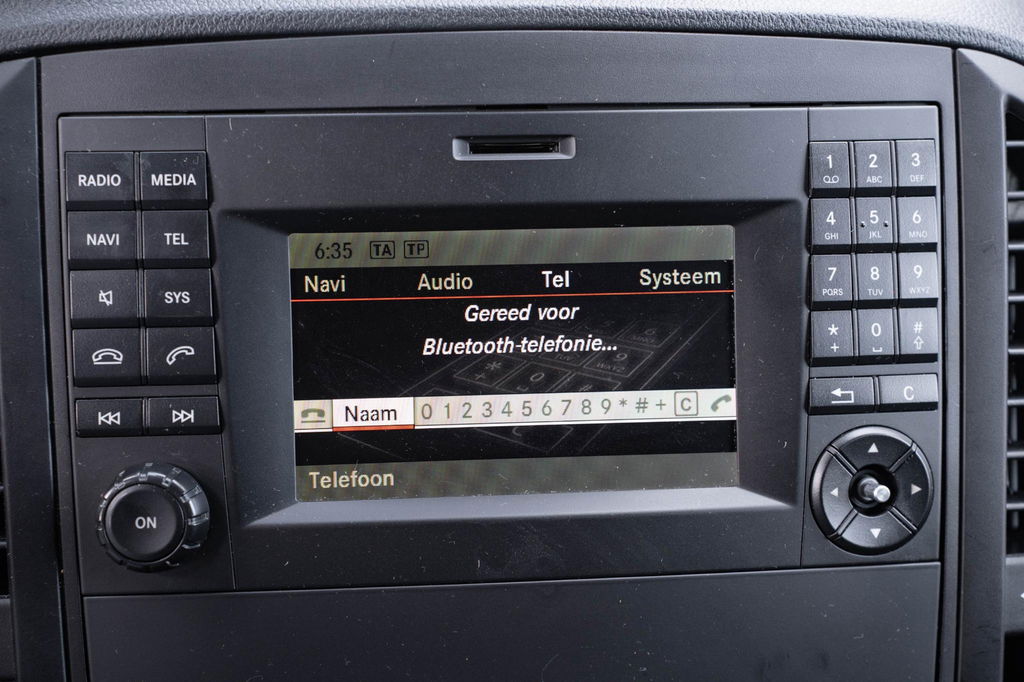 RADIO MEDIA
NAVI TEL
SYS
ON
6:35 TA TP
Navi Audio Tel Systeem
Gereed voor
Bluetooth-telefonie...
Naam 0 1 2 3 4 5 6 7 8 9 * # + C
Telefoon
1 2 3
ABC DEF
4 5 6
GHI JKL MNO
7 8 9
PQRS TUV WXYZ
* 0 #
+
C